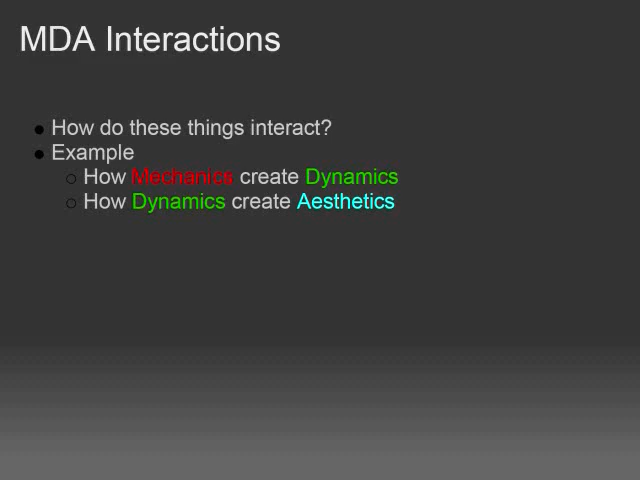 MDA Interactions
How do these things interact?
Example
How Mechanics create Dynamics
How Dynamics create Aesthetics